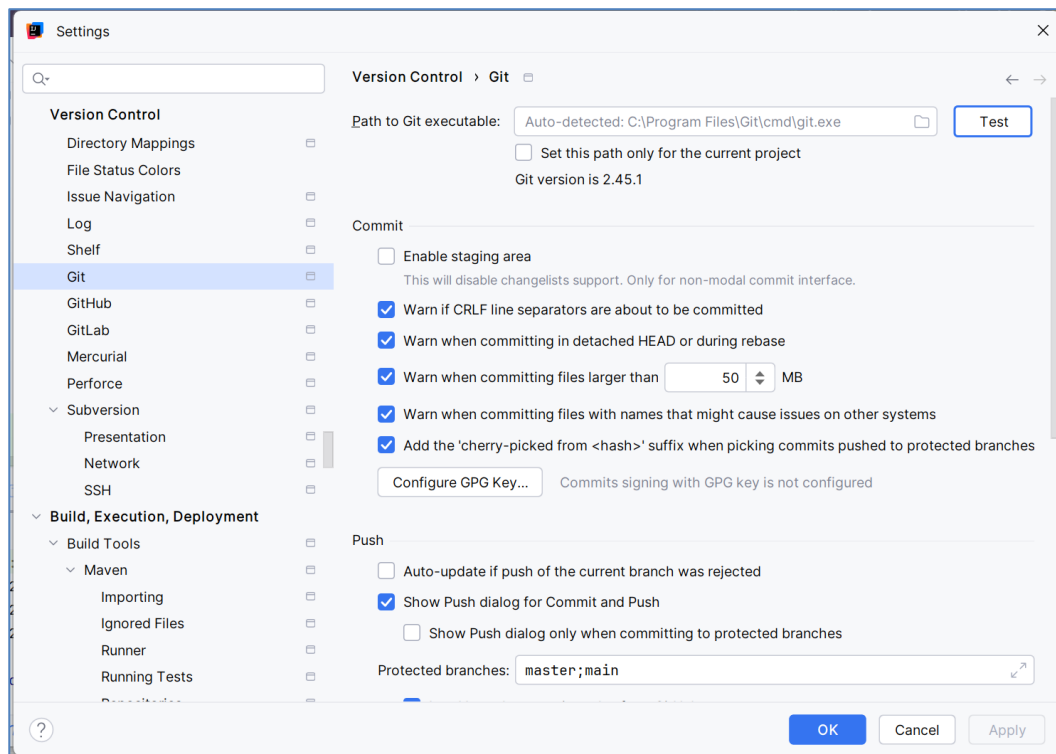 Settings
Version Control
Directory Mappings
File Status Colors
Issue Navigation
Log
Shelf
Git
GitHub
GitLab
Mercurial
Perforce
Subversion
Presentation
Network
SSH
Build, Execution, Deployment
Build Tools
Maven
Importing
Ignored Files
Runner
Running Tests
Version Control › Git
Path to Git executable: Auto-detected: C:\Program Files\Git\cmd\git.exe Test
Set this path only for the current project
Git version is 2.45.1
Commit
Enable staging area
This will disable changelists support. Only for non-modal commit interface.
Warn if CRLF line separators are about to be committed
Warn when committing in detached HEAD or during rebase
Warn when committing files larger than 50 MB
Warn when committing files with names that might cause issues on other systems
Add the 'cherry-picked from <hash>' suffix when picking commits pushed to protected branches
Configure GPG Key... Commits signing with GPG key is not configured
Push
Auto-update if push of the current branch was rejected
Show Push dialog for Commit and Push
Show Push dialog only when committing to protected branches
Protected branches: master;main
? OK Cancel Apply